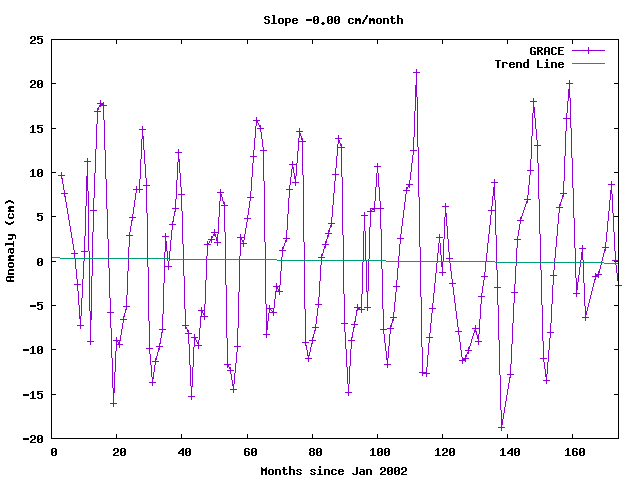 Slope -0.00 cm/month
GRACE
Trend Line
Anomaly (cm)
25
20
15
10
5
0
-5
-10
-15
-20
0 20 40 60 80 100 120 140 160
Months since Jan 2002